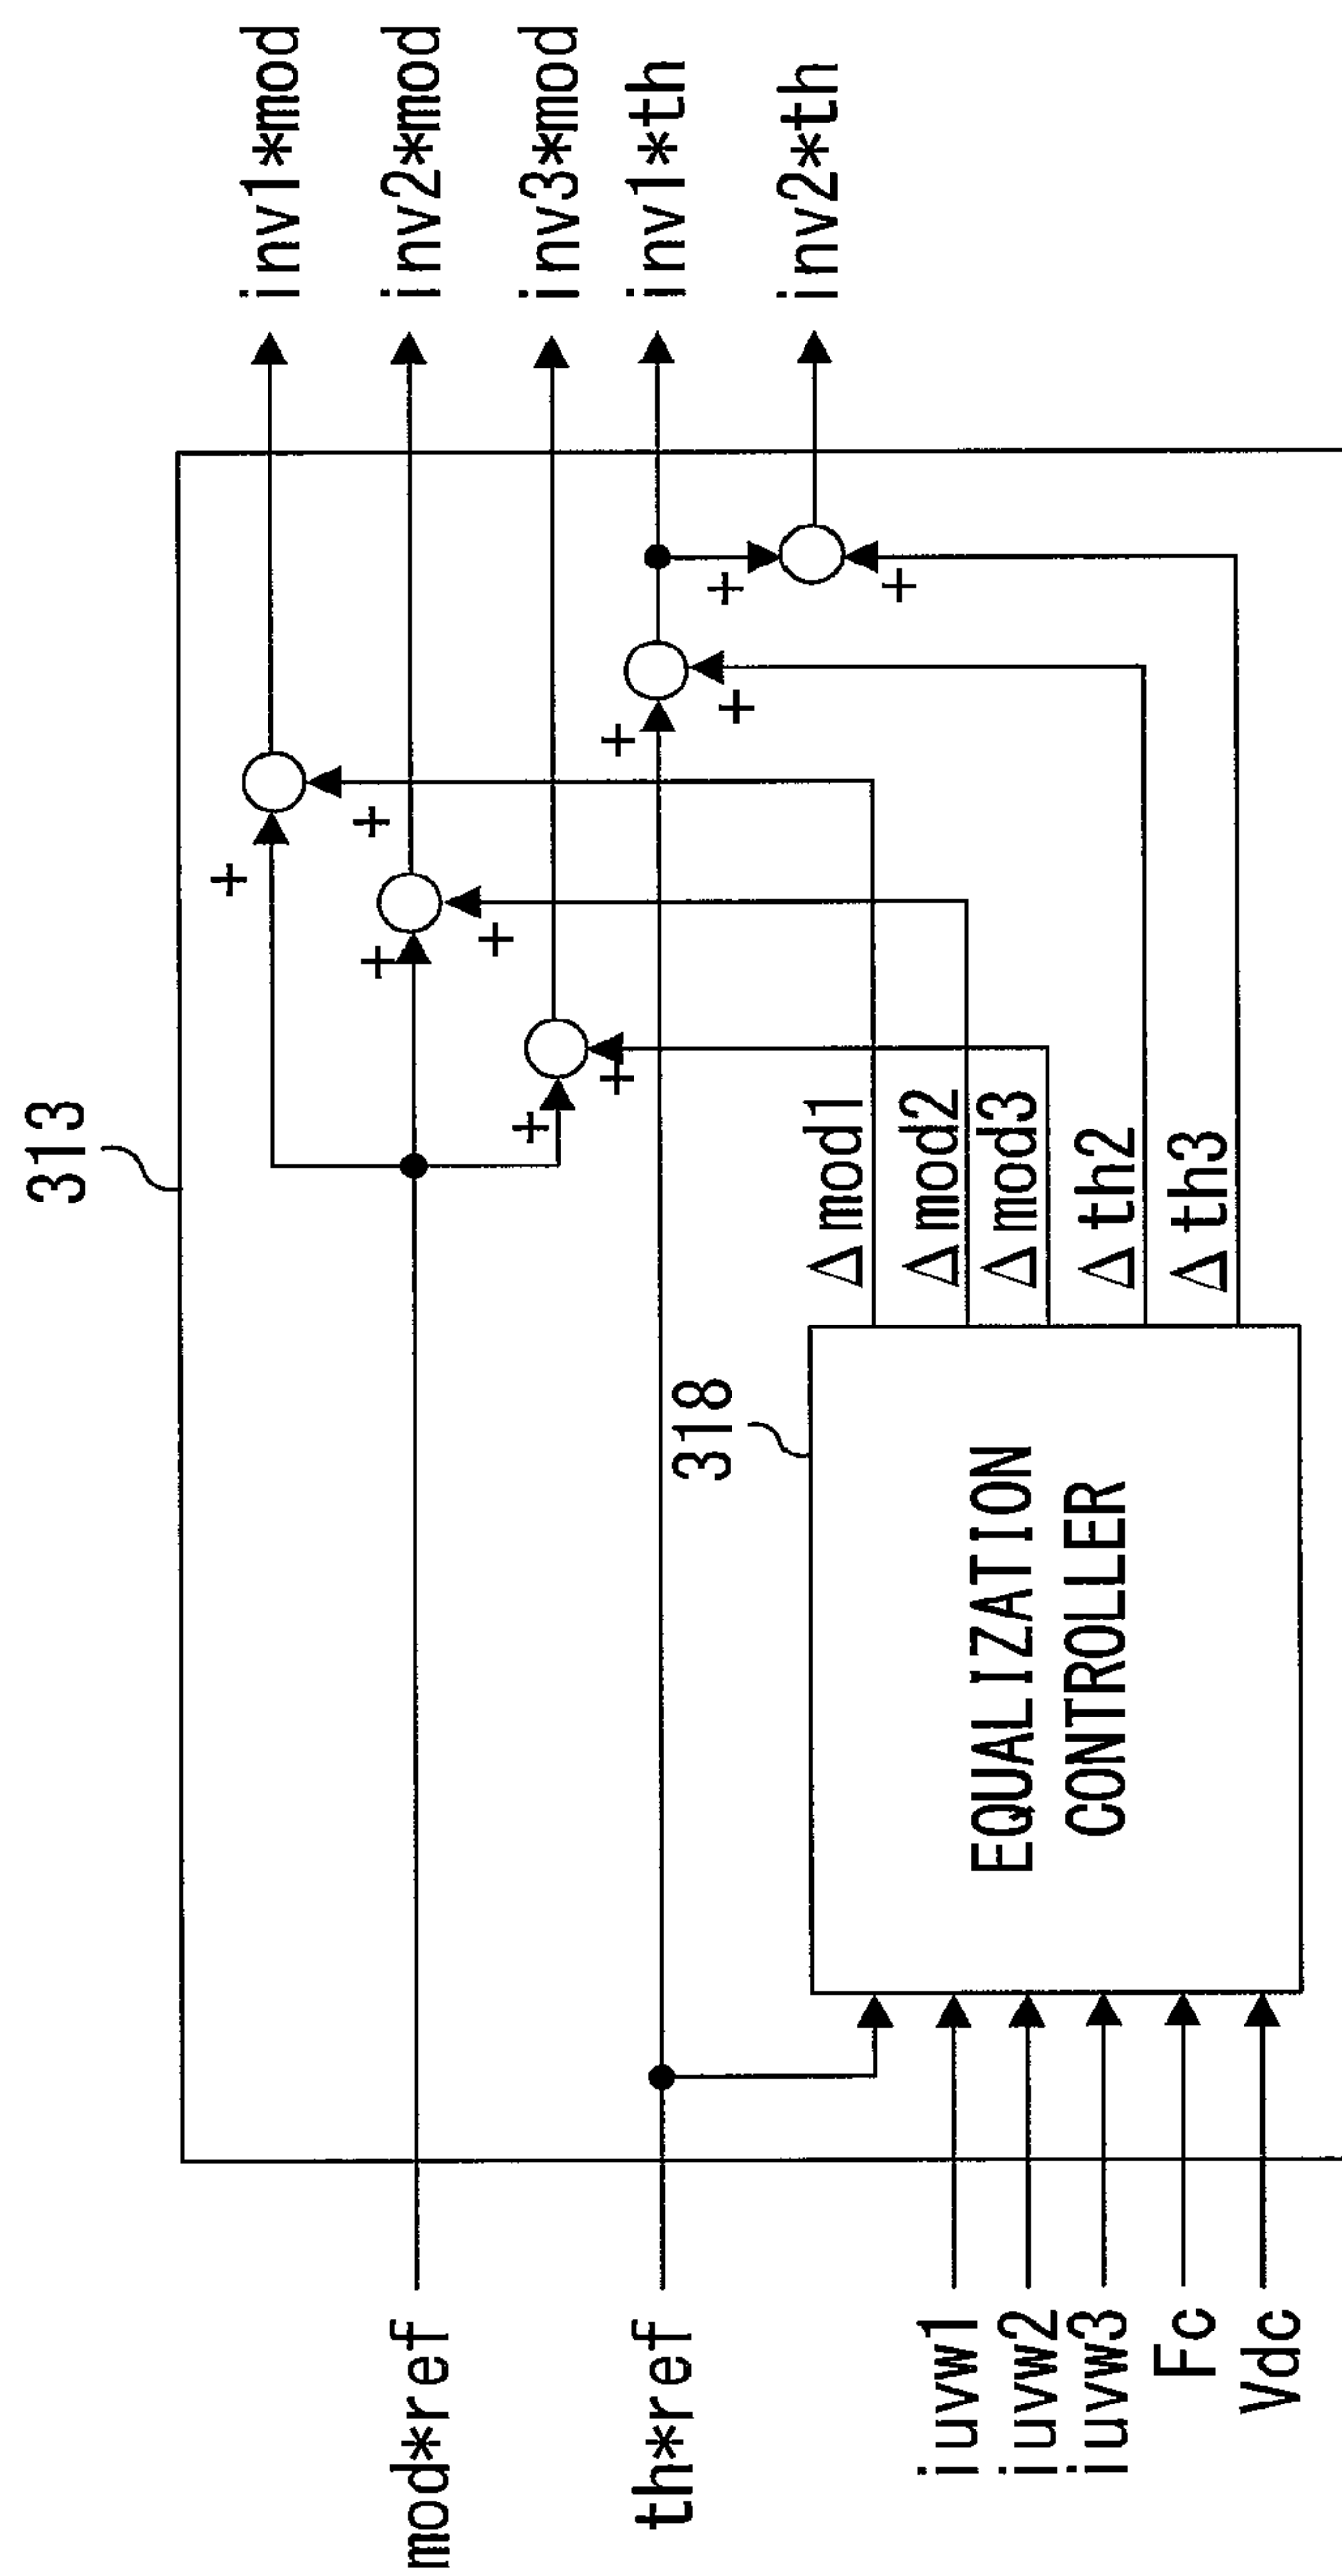 313
mod*ref
th*ref
iuvw1
iuvw2
iuvw3
Fc
Vdc
318
EQUALIZATION
CONTROLLER
Δmod1
Δmod2
Δmod3
Δth2
Δth3
+
+
+
+
+
+
+
+
+
+
inv1*mod
inv2*mod
inv3*mod
inv1*th
inv2*th